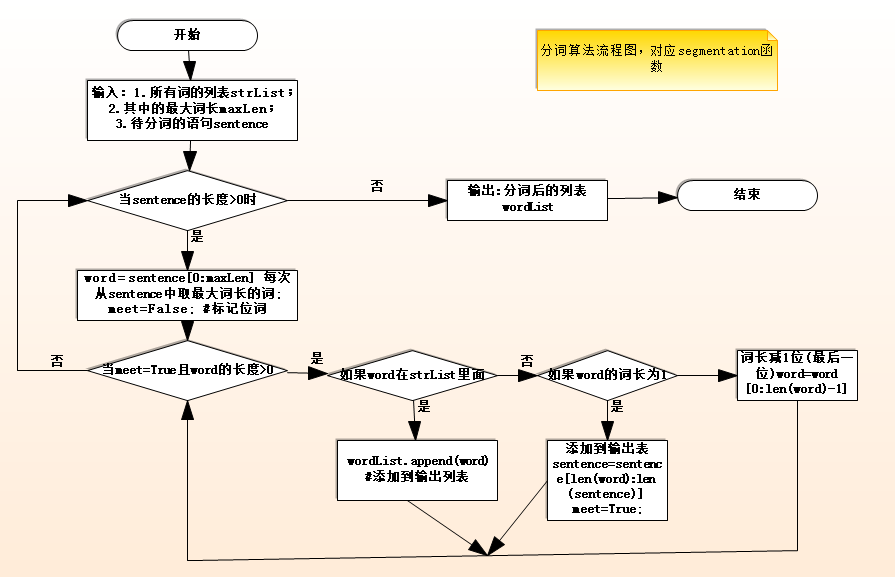 开始
分词算法流程图，对应segmentation函
数
输入：1.所有词的列表strList；
2.其中的最大词长maxLen；
3.待分词的语句sentence
当sentence的长度>0时
否
输出:分词后的列表
wordList
结束
是
word＝sentence[0:maxLen] 每次
从sentence中取最大词长的词;
meet=False; #标记位词
否
当meet=True且word的长度>0
是
如果word在strList里面
否
如果word的词长为1
词长减1位(最后一
位)word=word
[0:len(word)-1]
是
是
wordList.append(word)
#添加到输出列表
添加到输出表
sentence=sentenc
e[len(word):len
(sentence)]
meet=True;